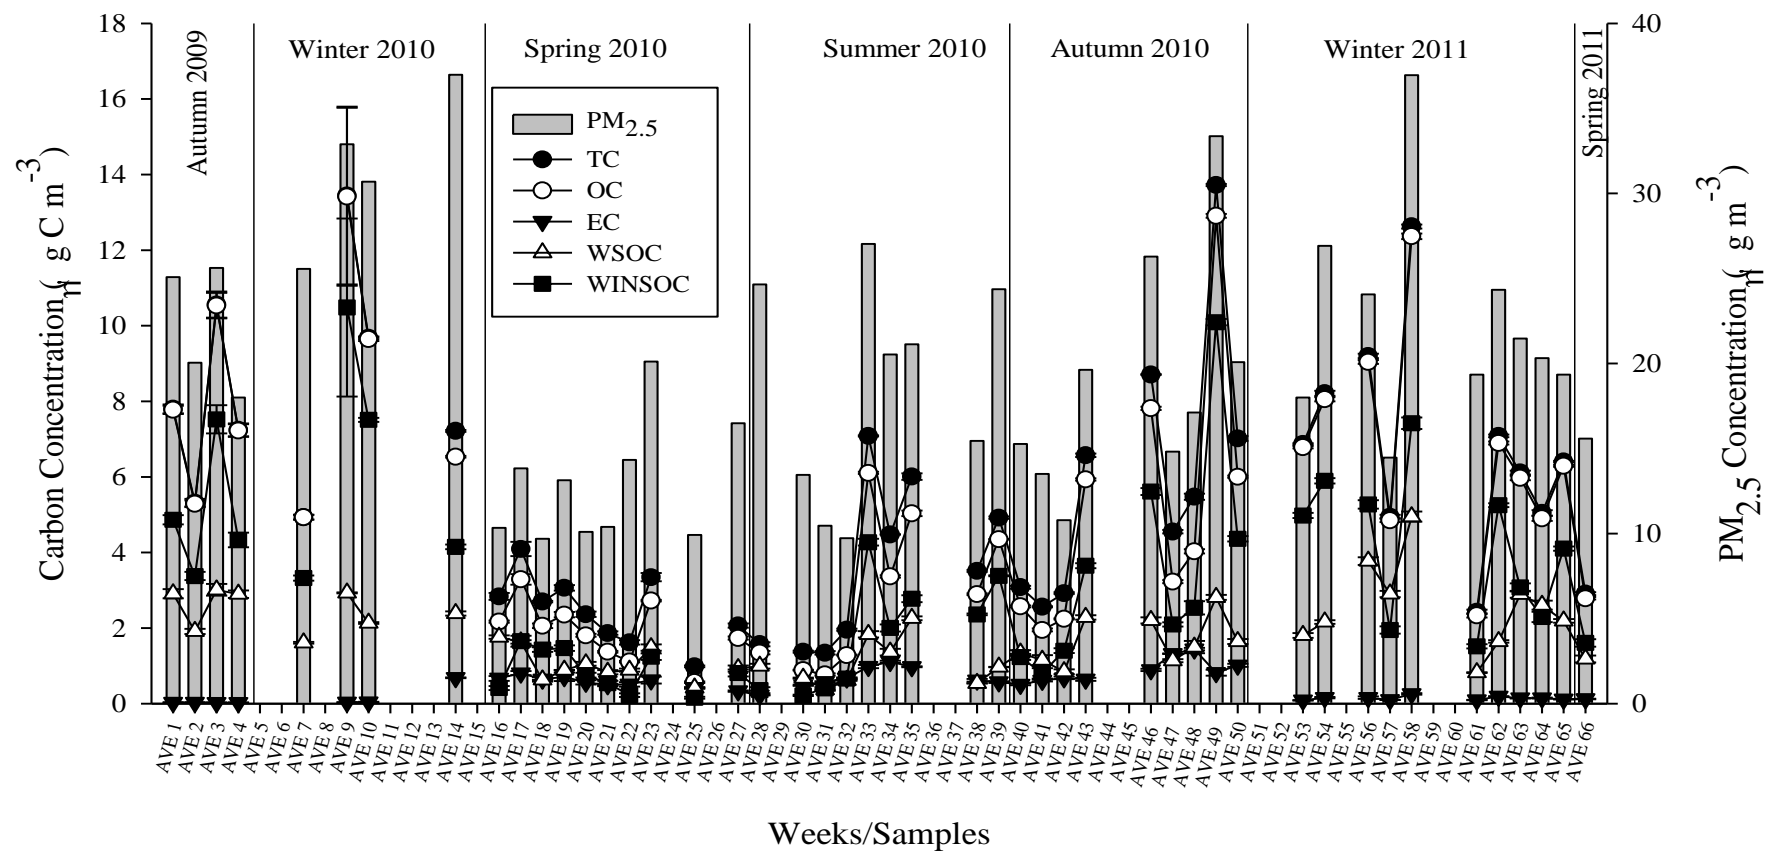 18
16
14
12
10
8
6
4
2
0
Carbon Concentration ( η g C m⁻³ )
Autumn 2009
Winter 2010
Spring 2010
Summer 2010
Autumn 2010
Winter 2011
Spring 2011
PM2.5
TC
OC
EC
WSOC
WINSOC
40
30
20
10
0
PM2.5 Concentration ( η g m⁻³ )
AVE 1
AVE 2
AVE 3
AVE 4
AVE 5
AVE 6
AVE 7
AVE 8
AVE 9
AVE 10
AVE 11
AVE 12
AVE 13
AVE 14
AVE 15
AVE 16
AVE 17
AVE 18
AVE 19
AVE 20
AVE 21
AVE 22
AVE 23
AVE 24
AVE 25
AVE 26
AVE 27
AVE 28
AVE 29
AVE 30
AVE 31
AVE 32
AVE 33
AVE 34
AVE 35
AVE 36
AVE 37
AVE 38
AVE 39
AVE 40
AVE 41
AVE 42
AVE 43
AVE 44
AVE 45
AVE 46
AVE 47
AVE 48
AVE 49
AVE 50
AVE 51
AVE 52
AVE 53
AVE 54
AVE 55
AVE 56
AVE 57
AVE 58
AVE 59
AVE 60
AVE 61
AVE 62
AVE 63
AVE 64
AVE 65
AVE 66
Weeks/Samples